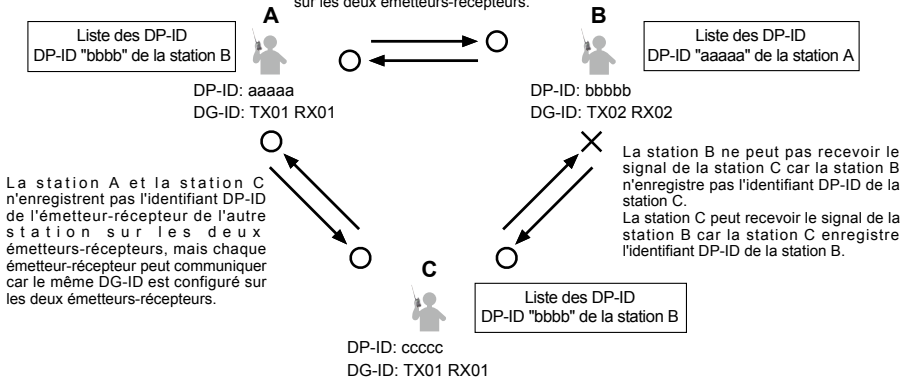 sur les deux émetteurs-récepteurs.
A
B
Liste des DP-ID
DP-ID "bbbb" de la station B
Liste des DP-ID
DP-ID "aaaaa" de la station A
DP-ID: aaaaa
DG-ID: TX01 RX01
DP-ID: bbbbb
DG-ID: TX02 RX02
La station A et la station C
n'enregistrent pas l'identifiant DP-ID
de l'émetteur-récepteur de l'autre
station sur les deux
émetteurs-récepteurs, mais chaque
émetteur-récepteur peut communiquer
car le même DG-ID est configuré sur
les deux émetteurs-récepteurs.
La station B ne peut pas recevoir le
signal de la station C car la station B
n'enregistre pas l'identifiant DP-ID de la
station C.
La station C peut recevoir le signal de la
station B car la station C enregistre
l'identifiant DP-ID de la station B.
C
Liste des DP-ID
DP-ID "bbbb" de la station B
DP-ID: ccccc
DG-ID: TX01 RX01